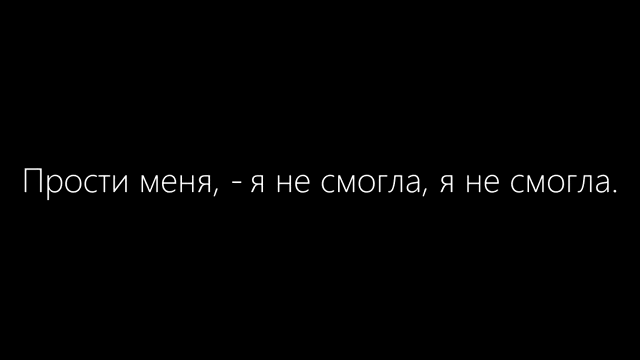 Прости меня, - я не смогла, я не смогла.